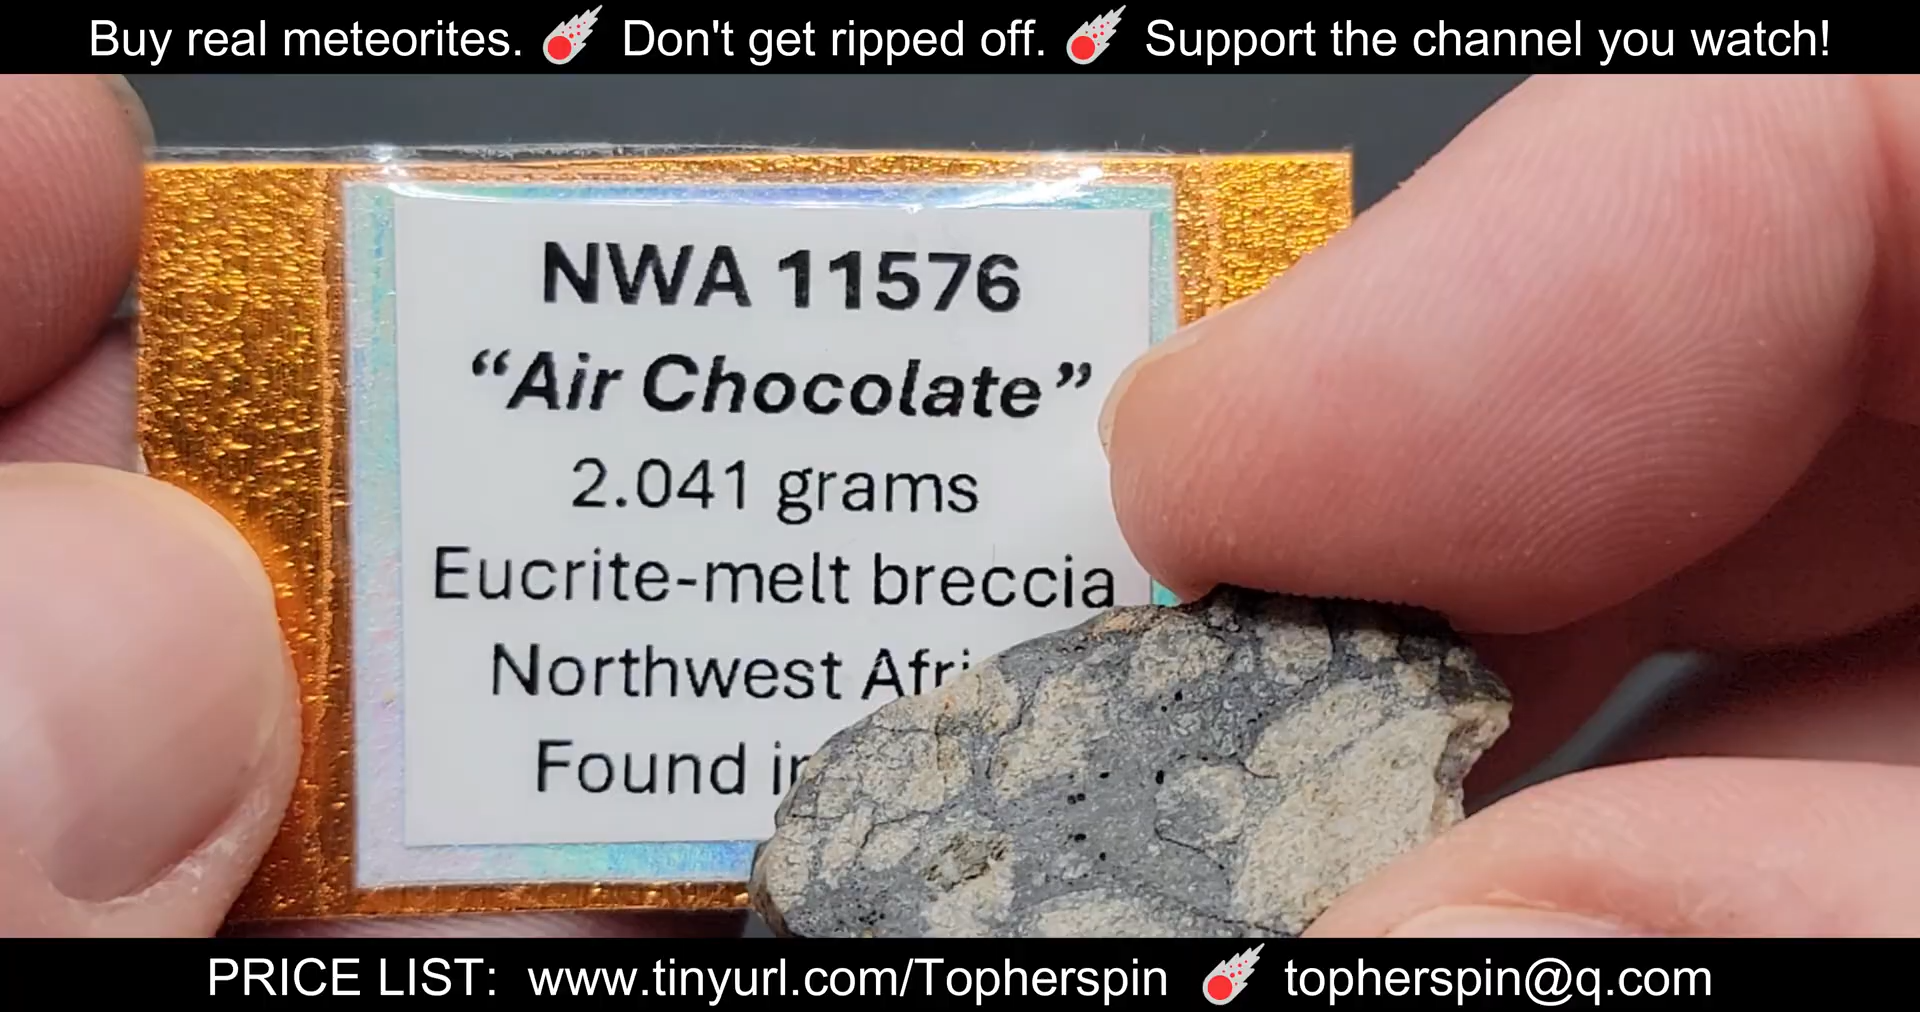 Buy real meteorites. Don't get ripped off. Support the channel you watch!
NWA 11576
“Air Chocolate”
2.041 grams
Eucrite-melt breccia
Northwest
Found
PRICE LIST: www.tinyurl.com/Topherspin topherspin@q.com